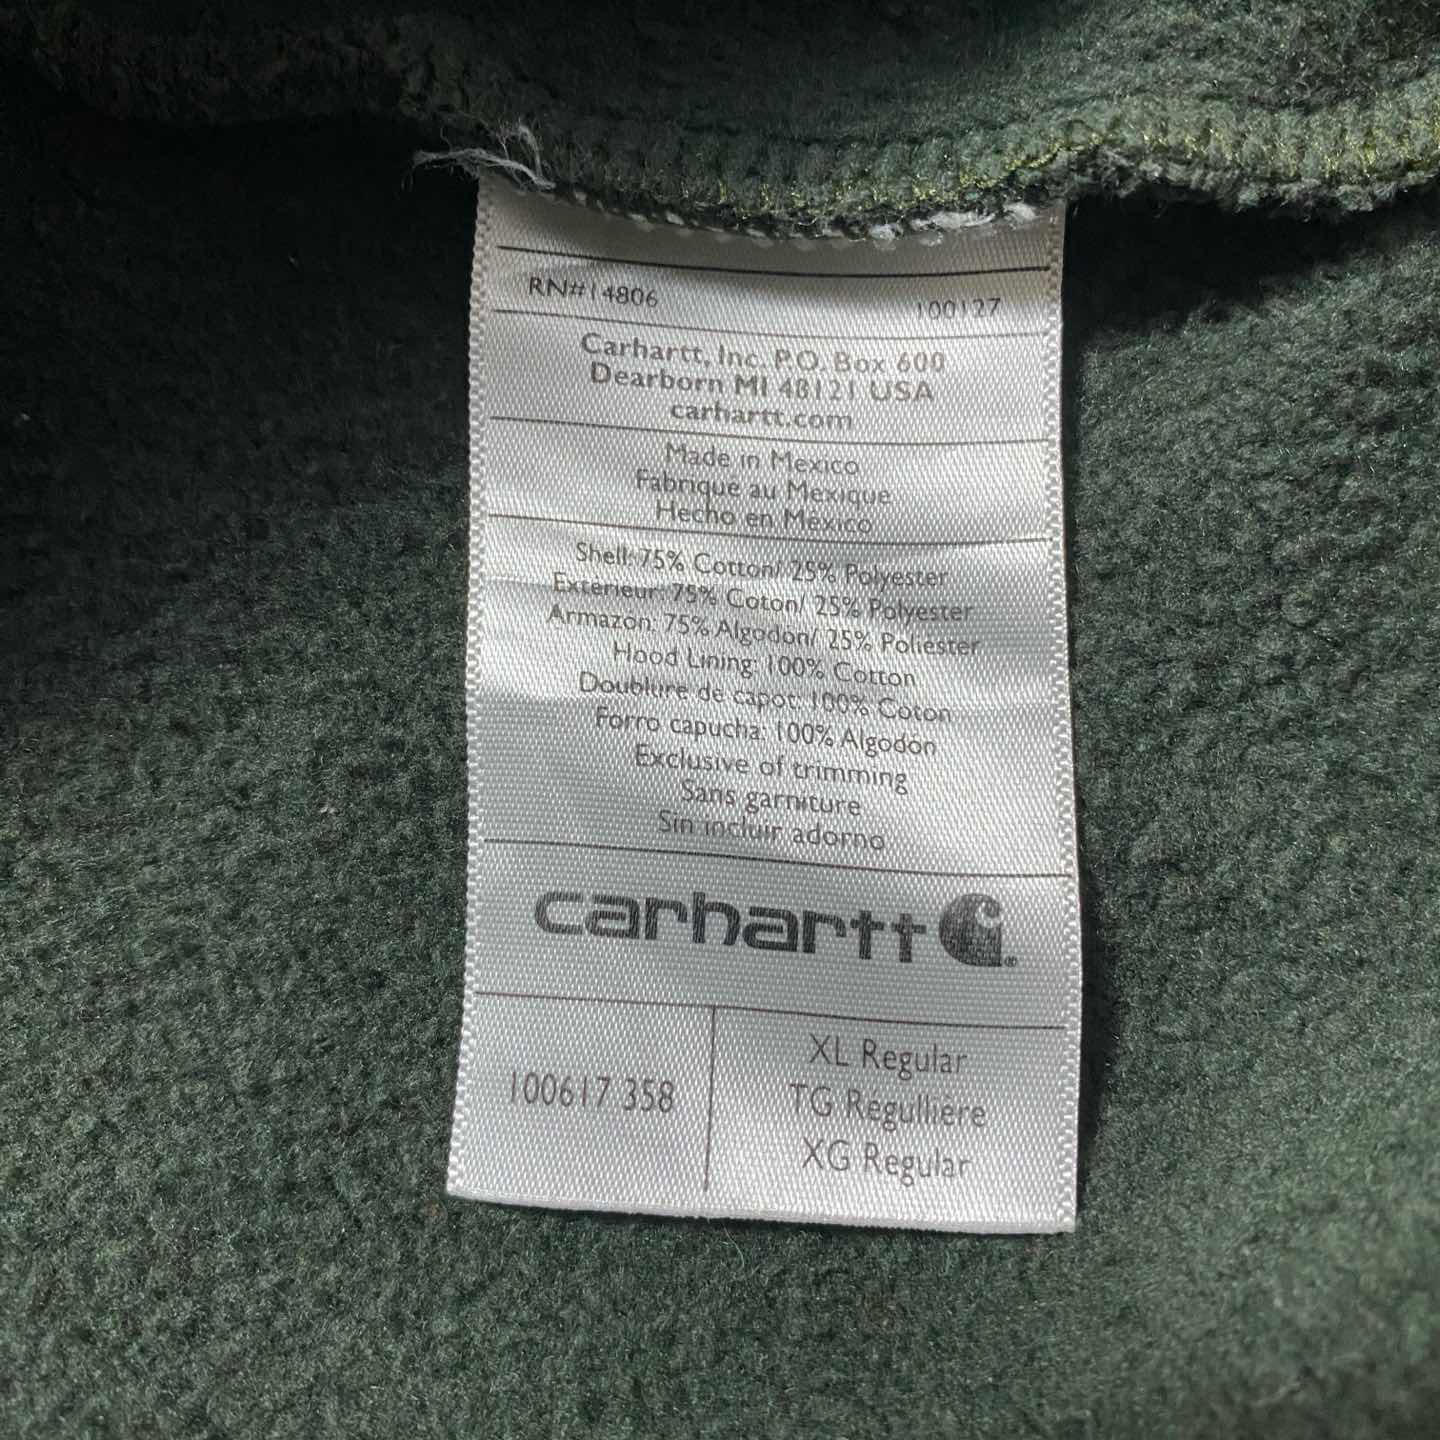 RN#14806 100127
Carhartt, Inc. P.O. Box 600
Dearborn MI 48121 USA
carhartt.com
Made in Mexico
Fabrique au Mexique
Hecho en Mexico
Shell: 75% Cotton/ 25% Polyester
Exterieur: 75% Coton/ 25% Polyester
Armazon: 75% Algodon/ 25% Poliester
Hood Lining: 100% Cotton
Doublure de capot: 100% Coton
Forro capucha: 100% Algodon
Exclusive of trimming
Sans garniture
Sin incluir adorno
carhartt ®
100617 358
XL Regular
TG Régullière
XG Regular